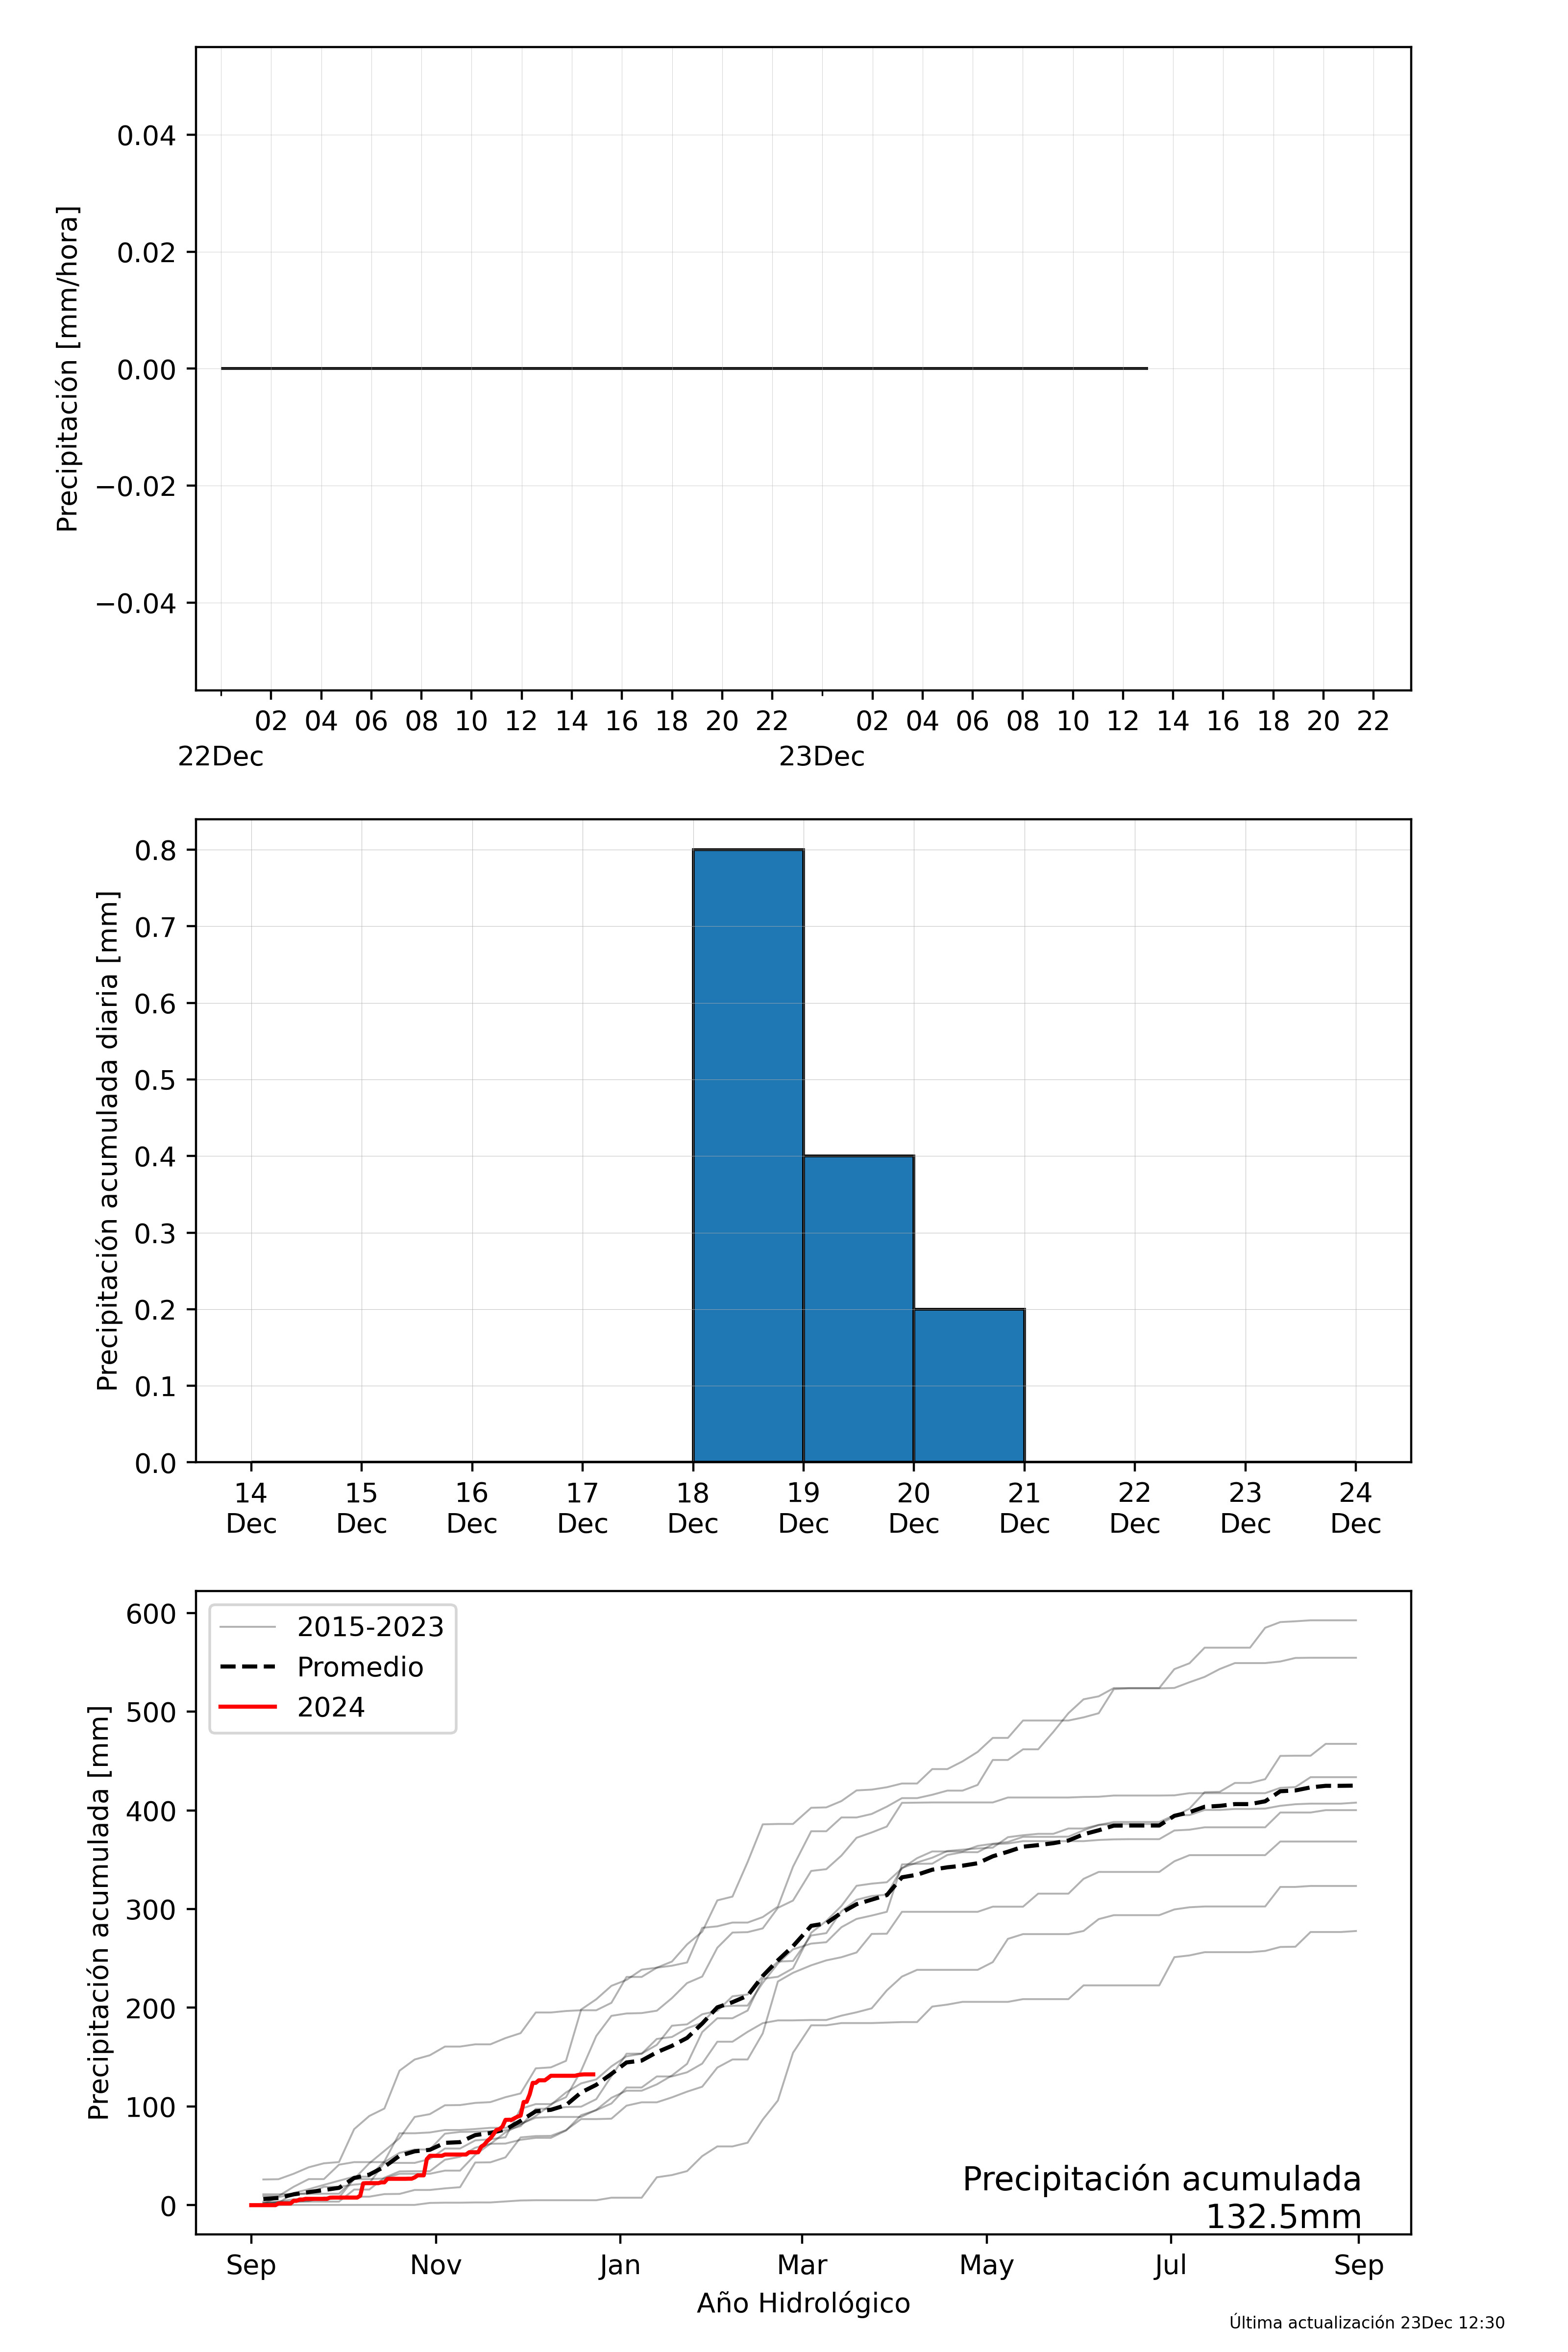 Precipitación [mm/hora]
0.04
0.02
0.00
−0.02
−0.04
02 04 06 08 10 12 14 16 18 20 22 02 04 06 08 10 12 14 16 18 20 22
22Dec 23Dec
Precipitación acumulada diaria [mm]
0.8
0.7
0.6
0.5
0.4
0.3
0.2
0.1
0.0
14 15 16 17 18 19 20 21 22 23 24
Dec Dec Dec Dec Dec Dec Dec Dec Dec Dec Dec
Precipitación acumulada [mm]
600
500
400
300
200
100
0
2015-2023
Promedio
2024
Precipitación acumulada
132.5mm
Sep Nov Jan Mar May Jul Sep
Año Hidrológico
Última actualización 23Dec 12:30